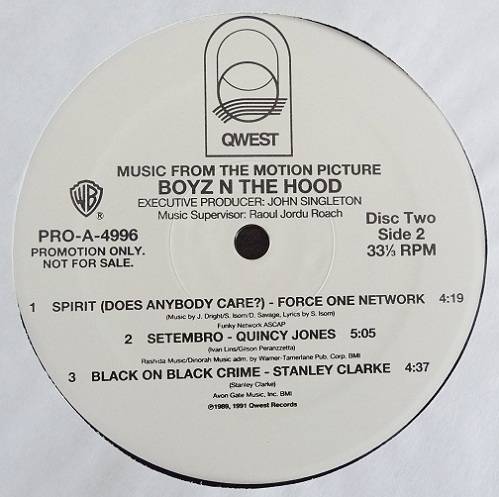 QWEST
MUSIC FROM THE MOTION PICTURE
BOYZ N THE HOOD
EXECUTIVE PRODUCER: JOHN SINGLETON
Music Supervisor: Raoul Jordu Roach
WB
®
PRO-A-4996
PROMOTION ONLY.
NOT FOR SALE.
Disc Two
Side 2
33⅓ RPM
1 SPIRIT (DOES ANYBODY CARE?) - FORCE ONE NETWORK 4:19
(Music by J. Dright/S. Isom/D. Savage, Lyrics by S. Isom)
Funky Network ASCAP
2 SETEMBRO - QUINCY JONES 5:05
(Ivan Lins/Gilson Peranzzetta)
Rashida Music/Dinorah Music adm. by Warner-Tamerlane Pub. Corp. BMI
3 BLACK ON BLACK CRIME - STANLEY CLARKE 4:37
(Stanley Clarke)
Avon Gate Music, Inc. BMI
℗1989, 1991 Qwest Records